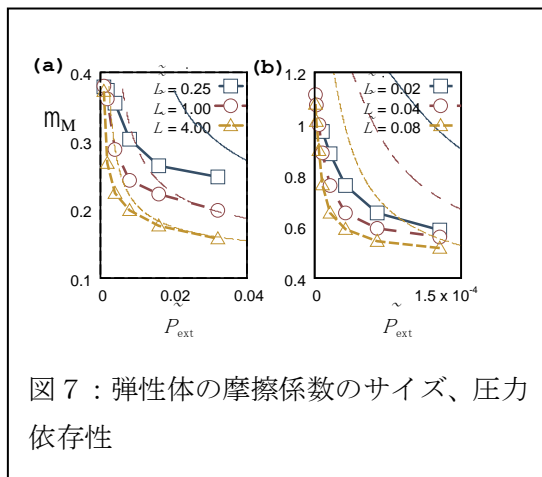 (a)
(b)
0.4
0.3
0.2
0.1
0
0.02
0.04
mM
L̃ = 0.25
L̃ = 1.00
L̃ = 4.00
P̃ext
1.2
1
0.8
0.6
0.4
0
1.5 x 10⁻⁴
L̃ = 0.02
L̃ = 0.04
L̃ = 0.08
P̃ext
図７：弾性体の摩擦係数のサイズ、圧力
依存性